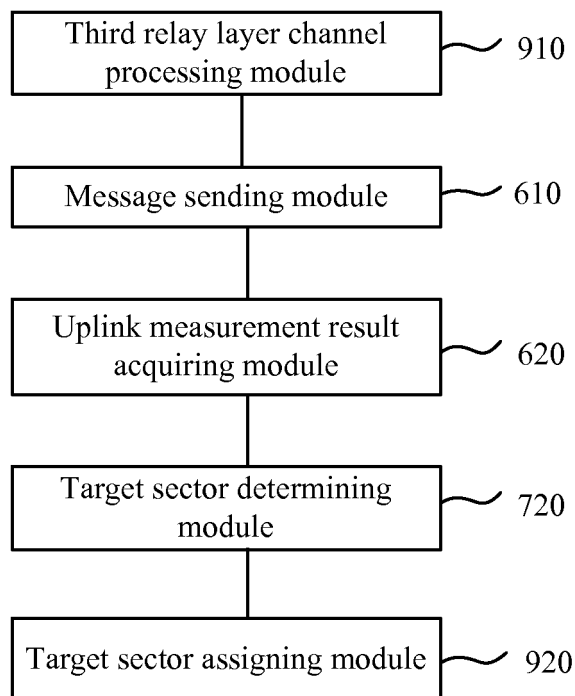 Third relay layer channel
processing module
910
Message sending module
610
Uplink measurement result
acquiring module
620
Target sector determining
module
720
Target sector assigning module
920